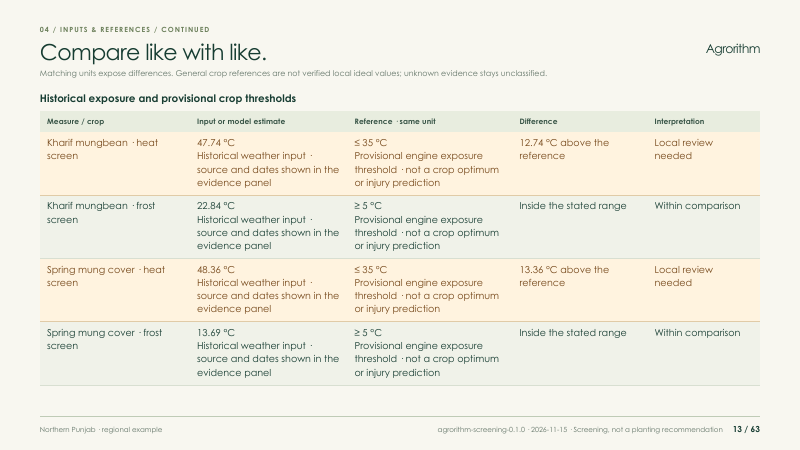 04 / INPUTS & REFERENCES / CONTINUED
Compare like with like.
Agrorithm
Matching units expose differences. General crop references are not verified local ideal values; unknown evidence stays unclassified.
Historical exposure and provisional crop thresholds
Measure / crop
Input or model estimate
Reference · same unit
Difference
Interpretation
Kharif mungbean · heat
screen
47.74 °C
Historical weather input ·
source and dates shown in the
evidence panel
≤ 35 °C
Provisional engine exposure
threshold · not a crop optimum
or injury prediction
12.74 °C above the
reference
Local review
needed
Kharif mungbean · frost
screen
22.84 °C
Historical weather input ·
source and dates shown in the
evidence panel
≥ 5 °C
Provisional engine exposure
threshold · not a crop optimum
or injury prediction
Inside the stated range
Within comparison
Spring mung cover · heat
screen
48.36 °C
Historical weather input ·
source and dates shown in the
evidence panel
≤ 35 °C
Provisional engine exposure
threshold · not a crop optimum
or injury prediction
13.36 °C above the
reference
Local review
needed
Spring mung cover · frost
screen
13.69 °C
Historical weather input ·
source and dates shown in the
evidence panel
≥ 5 °C
Provisional engine exposure
threshold · not a crop optimum
or injury prediction
Inside the stated range
Within comparison
Northern Punjab · regional example
agrorithm-screening-0.1.0 · 2026-11-15 · Screening, not a planting recommendation
13 / 63